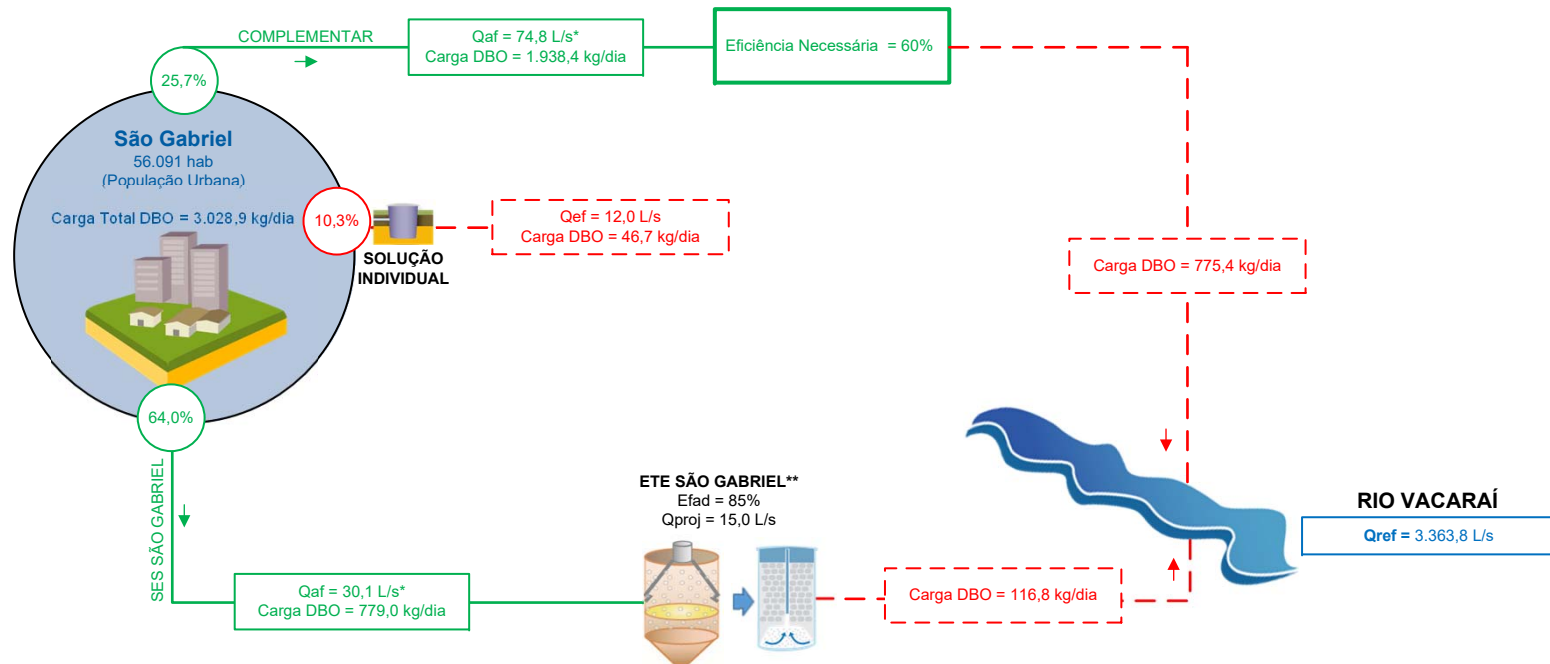 COMPLEMENTAR
Qaf = 74,8 L/s*
Carga DBO = 1.938,4 kg/dia
Eficiência Necessária = 60%
25,7%
São Gabriel
56.091 hab
(População Urbana)
Carga Total DBO = 3.028,9 kg/dia
10,3%
SOLUÇÃO
INDIVIDUAL
Qef = 12,0 L/s
Carga DBO = 46,7 kg/dia
Carga DBO = 775,4 kg/dia
64,0%
SES SÃO GABRIEL
Qaf = 30,1 L/s*
Carga DBO = 779,0 kg/dia
ETE SÃO GABRIEL**
Efad = 85%
Qproj = 15,0 L/s
Carga DBO = 116,8 kg/dia
RIO VACARAÍ
Qref = 3.363,8 L/s